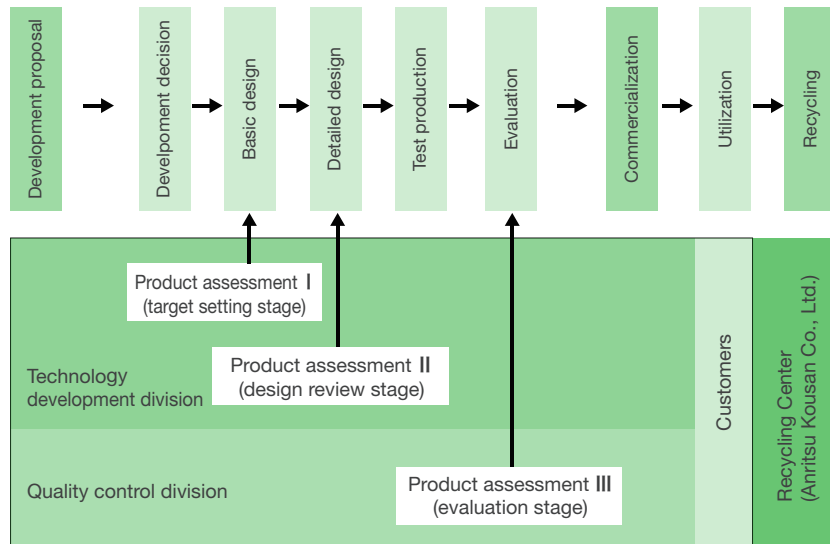 Development proposal
Develpoment decision
Basic design
Detailed design
Test production
Evaluation
Commercialization
Utilization
Recycling
Product assessment I
(target setting stage)
Product assessment II
(design review stage)
Technology
development division
Product assessment III
(evaluation stage)
Quality control division
Customers
Recycling Center
(Anritsu Kousan Co., Ltd.)